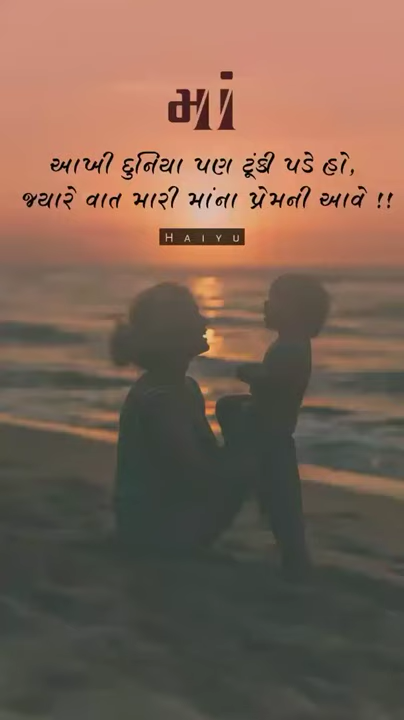 માં
આખી દુનિયા પણ ટૂંકી પડે હો,
જ્યારે વાત મારી માંના પ્રેમની આવે !!
HAIYU